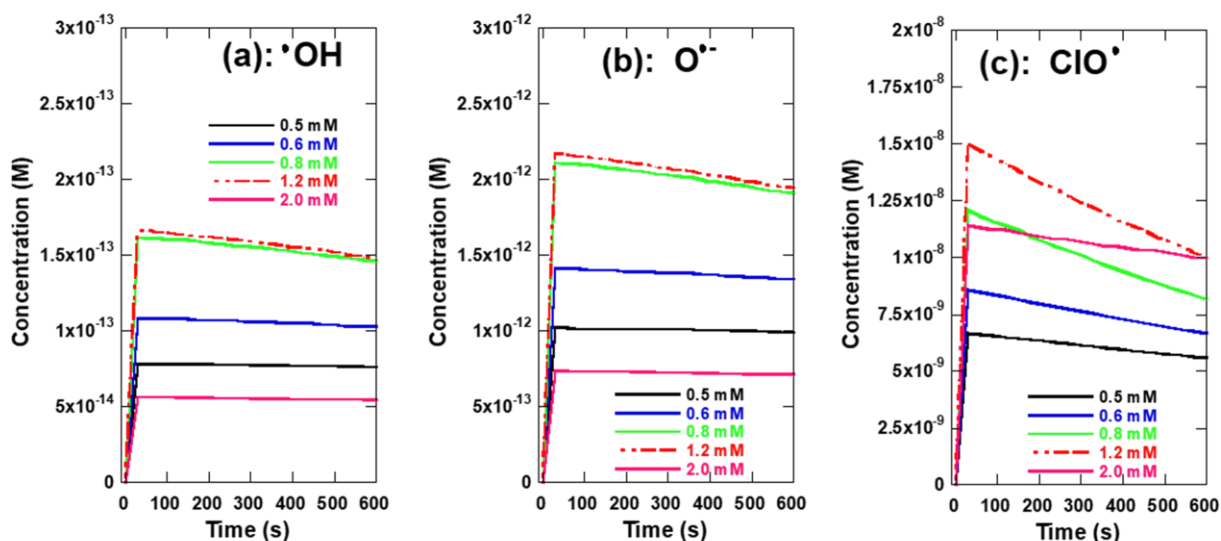 (a): •OH
Concentration (M)
3x10⁻¹³
2.5x10⁻¹³
2x10⁻¹³
1.5x10⁻¹³
1x10⁻¹³
5x10⁻¹⁴
0
0.5 mM
0.6 mM
0.8 mM
1.2 mM
2.0 mM
0 100 200 300 400 500 600
Time (s)
(b): O•-
Concentration (M)
3x10⁻¹²
2.5x10⁻¹²
2x10⁻¹²
1.5x10⁻¹²
1x10⁻¹²
5x10⁻¹³
0
0.5 mM
0.6 mM
0.8 mM
1.2 mM
2.0 mM
0 100 200 300 400 500 600
Time (s)
(c): ClO•
Concentration (M)
2x10⁻⁸
1.75x10⁻⁸
1.5x10⁻⁸
1.25x10⁻⁸
1x10⁻⁸
7.5x10⁻⁹
5x10⁻⁹
2.5x10⁻⁹
0
0.5 mM
0.6 mM
0.8 mM
1.2 mM
2.0 mM
0 100 200 300 400 500 600
Time (s)